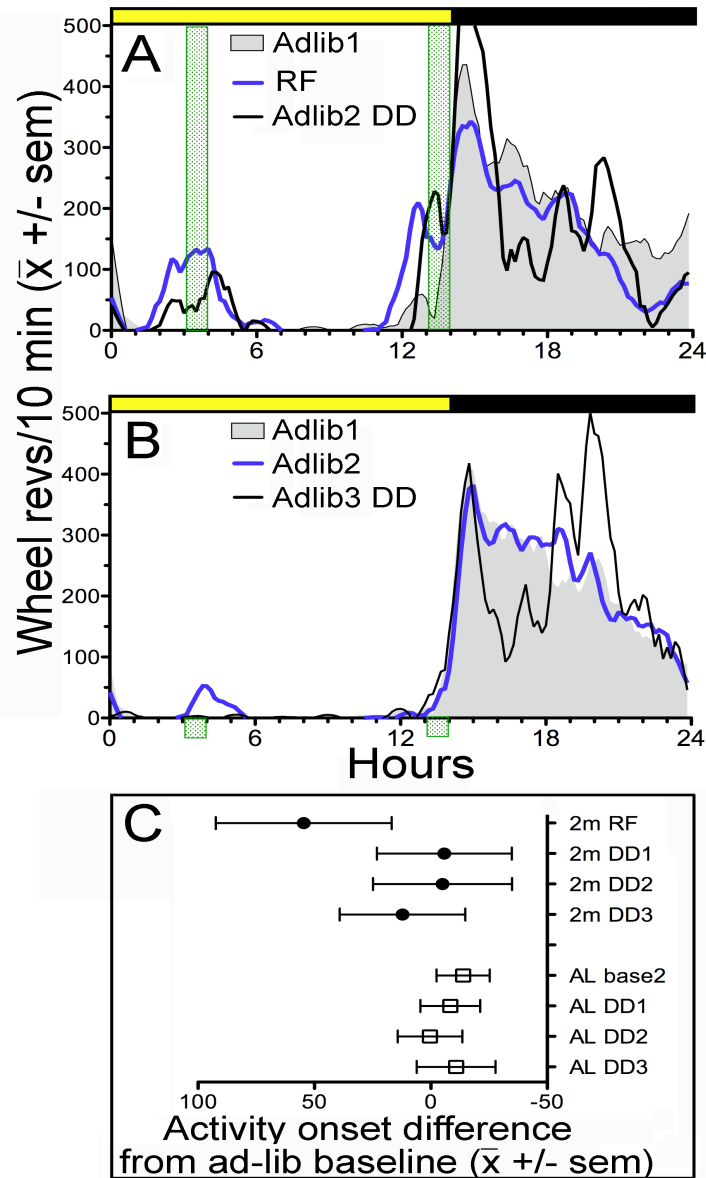 Wheel revs/10 min (x̅ +/- sem)
A
Adlib1
RF
Adlib2 DD
500
400
300
200
100
0
0 6 12 18 24
B
Adlib1
Adlib2
Adlib3 DD
500
400
300
200
100
0
0 6 12 18 24
Hours
C
2m RF
2m DD1
2m DD2
2m DD3
AL base2
AL DD1
AL DD2
AL DD3
100 50 0 -50
Activity onset difference
from ad-lib baseline (x̅ +/- sem)